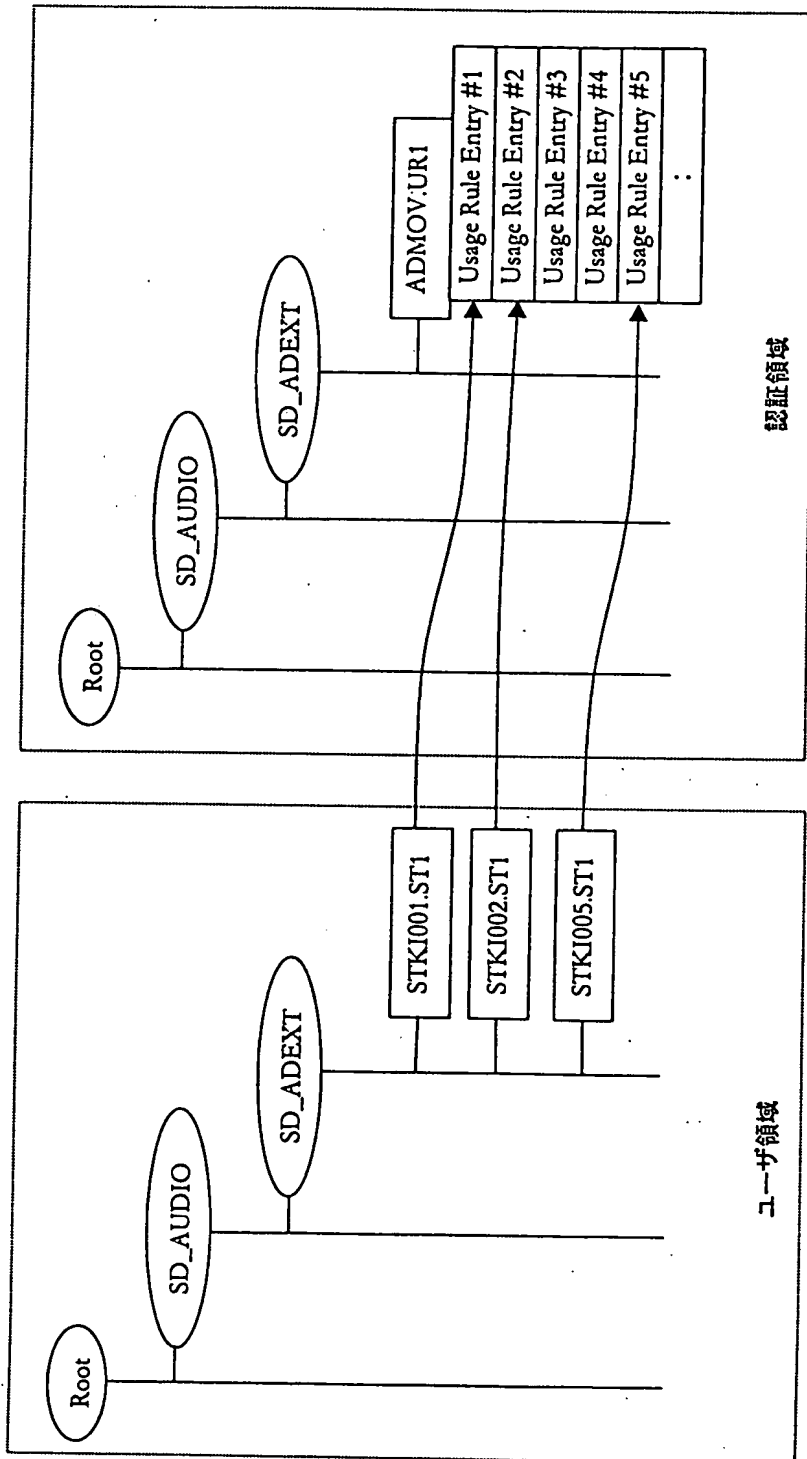 Root
SD_AUDIO
SD_ADEXT
STKI001.ST1
STKI002.ST1
STKI005.ST1
ユーザ領域
Root
SD_AUDIO
SD_ADEXT
ADMOV.UR1
Usage Rule Entry #1
Usage Rule Entry #2
Usage Rule Entry #3
Usage Rule Entry #4
Usage Rule Entry #5
:
認証領域